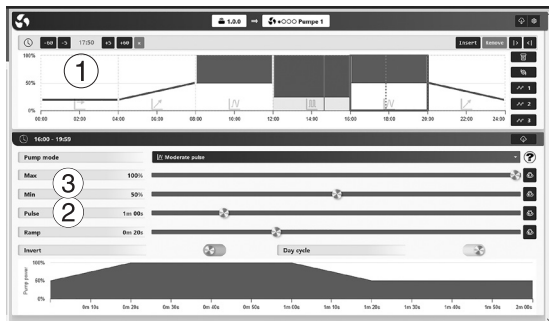 1.0.0 → ●○○○ Pumpe 1
-60 -5 17:50 +5 +60 Insert Remove
100%
50%
0%
00:00 02:00 04:00 06:00 08:00 10:00 12:00 14:00 16:00 18:00 20:00 22:00 24:00
1
2
3
1
16:00 - 19:59
Pump mode Moderate pulse ?
Max 100%
3
Min 50%
2
Pulse 1m 00s
Ramp 0m 20s
Invert Day cycle
Pump power
100%
50%
0%
0m 10s 0m 20s 0m 30s 0m 40s 0m 50s 1m 00s 1m 10s 1m 20s 1m 30s 1m 40s 1m 50s 2m 00s